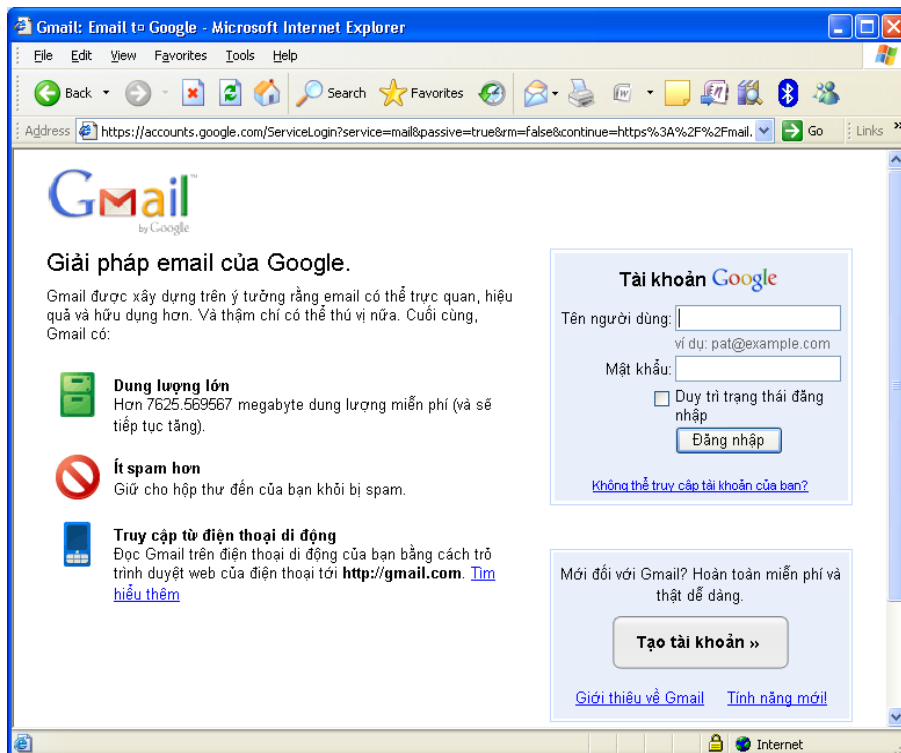 Gmail: Email t¤ Google - Microsoft Internet Explorer
File Edit View Favorites Tools Help
Back Search Favorites
Address https://accounts.google.com/ServiceLogin?service=mail&passive=true&rm=false&continue=https%3A%2F%2Fmail. Go Links »
Gmail™
by Google
Giải pháp email của Google.
Gmail được xây dựng trên ý tưởng rằng email có thể trực quan, hiệu
quả và hữu dụng hơn. Và thậm chí có thể thú vị nữa. Cuối cùng,
Gmail có:
Dung lượng lớn
Hơn 7625.569567 megabyte dung lượng miễn phí (và sẽ
tiếp tục tăng).
Ít spam hơn
Giữ cho hộp thư đến của bạn khỏi bị spam.
Truy cập từ điện thoại di động
Đọc Gmail trên điện thoại di động của bạn bằng cách trỏ
trình duyệt web của điện thoại tới http://gmail.com. Tìm
hiểu thêm
Tài khoản Google
Tên người dùng:
ví dụ: pat@example.com
Mật khẩu:
Duy trì trạng thái đăng
nhập
Đăng nhập
Không thể truy cập tài khoản của bạn?
Mới đối với Gmail? Hoàn toàn miễn phí và
thật dễ dàng.
Tạo tài khoản »
Giới thiệu về Gmail Tính năng mới!
Internet